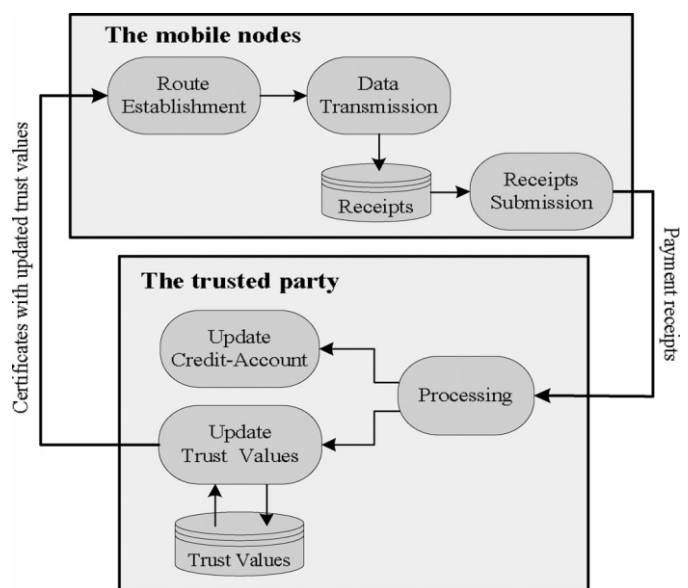 The mobile nodes
Route
Establishment
Data
Transmission
Receipts
Receipts
Submission
Payment receipts
Certificates with updated trust values
The trusted party
Update
Credit-Account
Processing
Update
Trust Values
Trust Values